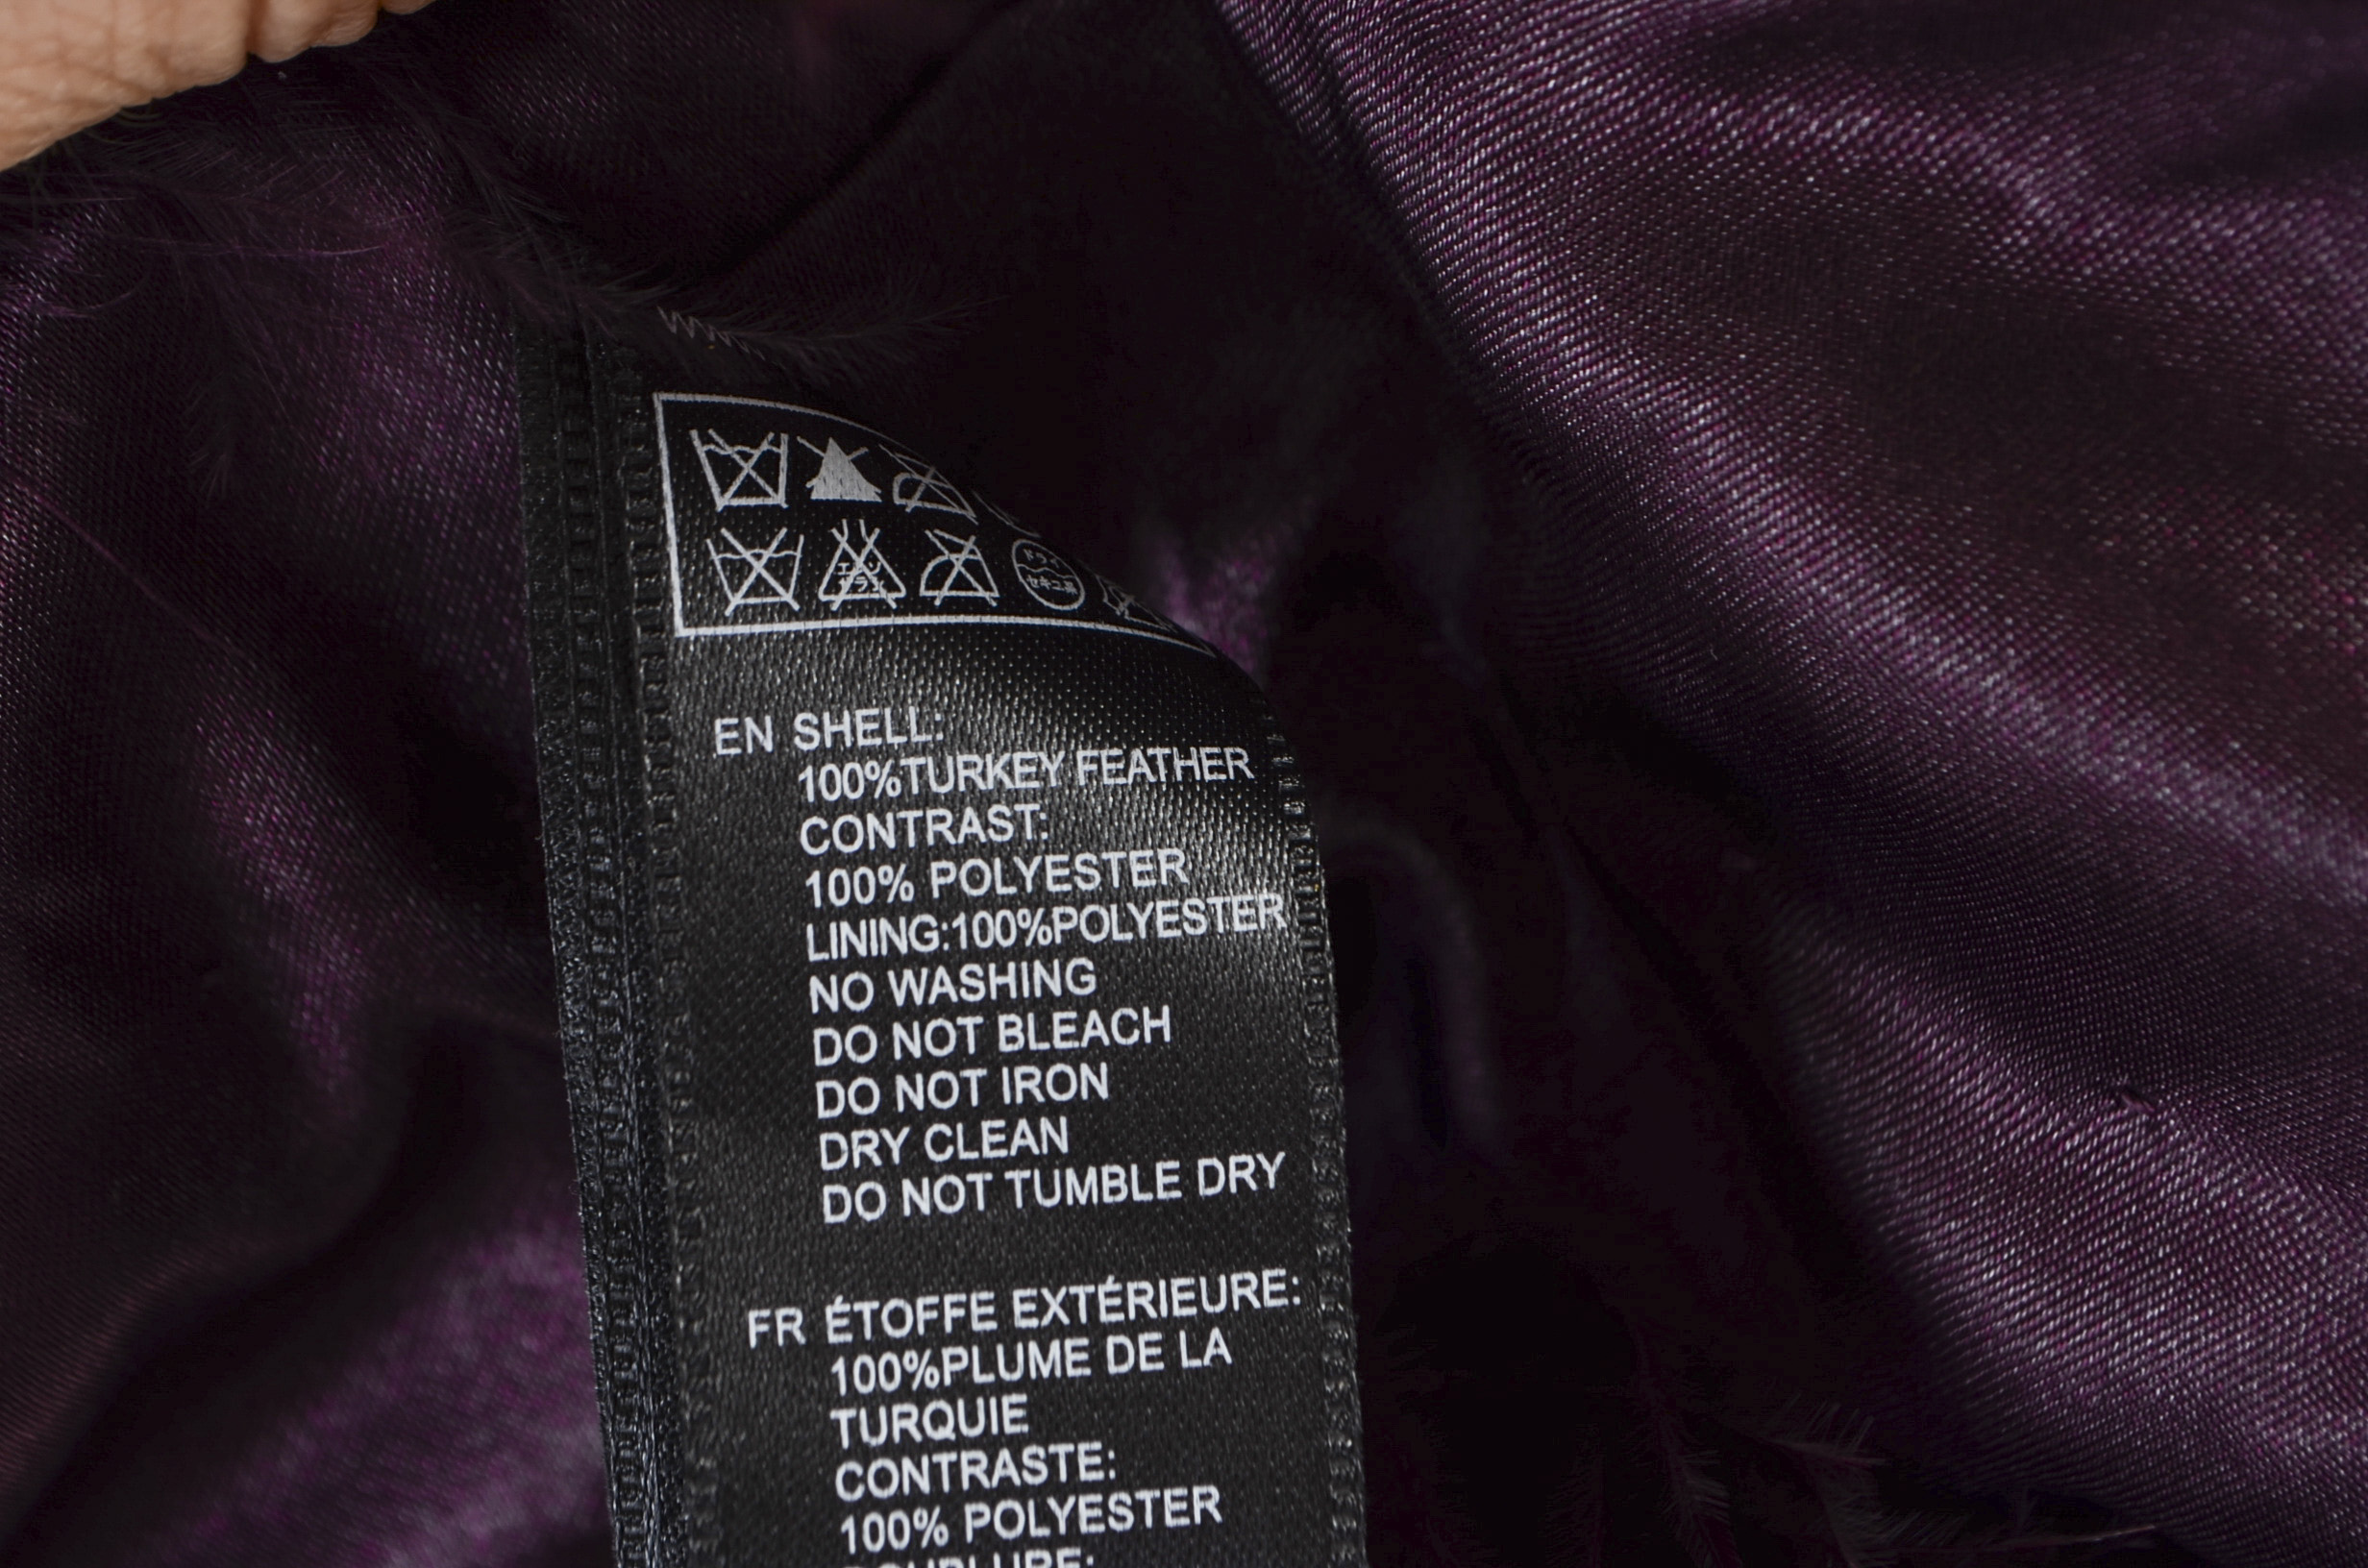 EN SHELL:
100%TURKEY FEATHER
CONTRAST:
100% POLYESTER
LINING:100%POLYESTER
NO WASHING
DO NOT BLEACH
DO NOT IRON
DRY CLEAN
DO NOT TUMBLE DRY
FR ÉTOFFE EXTÉRIEURE:
100%PLUME DE LA
TURQUIE
CONTRASTE:
100% POLYESTER